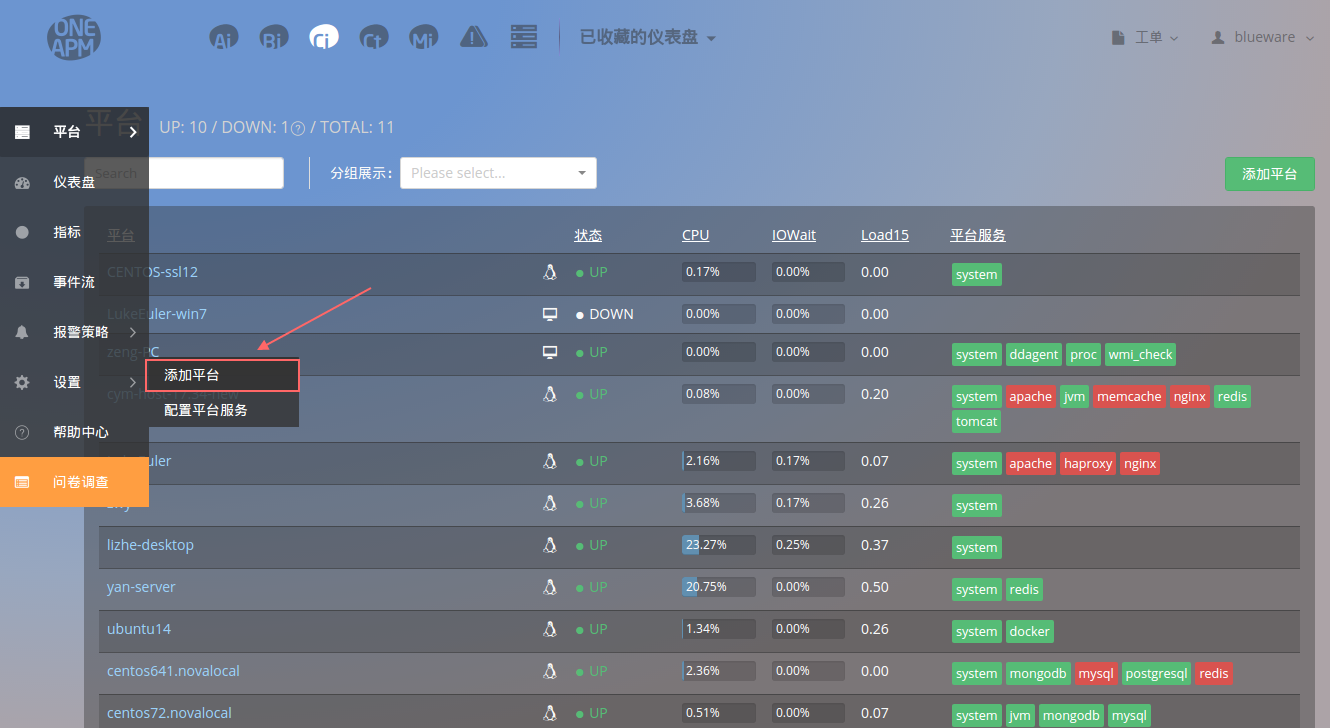 ONE APM
Ai Bi Ci Ct Mi 已收藏的仪表盘 工单 blueware
平台 UP: 10 / DOWN: 1 ? / TOTAL: 11
Search 分组展示: Please select... 添加平台
平台
仪表盘
指标
事件流
报警策略
设置
帮助中心
问卷调查
添加平台
配置平台服务
平台 状态 CPU IOWait Load15 平台服务
CENTOS-ssl12 UP 0.17% 0.00% 0.00 system
LukeEuler-win7 DOWN 0.00% 0.00% 0.00
zeng-PC UP 0.00% 0.00% 0.00 system ddagent proc wmi_check
cym-host-17.34-new UP 0.08% 0.00% 0.20 system apache jvm memcache nginx redis
tomcat
uler UP 2.16% 0.17% 0.07 system apache haproxy nginx
UP 3.68% 0.17% 0.26 system
lizhe-desktop UP 23.27% 0.25% 0.37 system
yan-server UP 20.75% 0.00% 0.50 system redis
ubuntu14 UP 1.34% 0.00% 0.26 system docker
centos641.novalocal UP 2.36% 0.00% 0.00 system mongodb mysql postgresql redis
centos72.novalocal UP 0.51% 0.00% 0.07 system jvm mongodb mysql